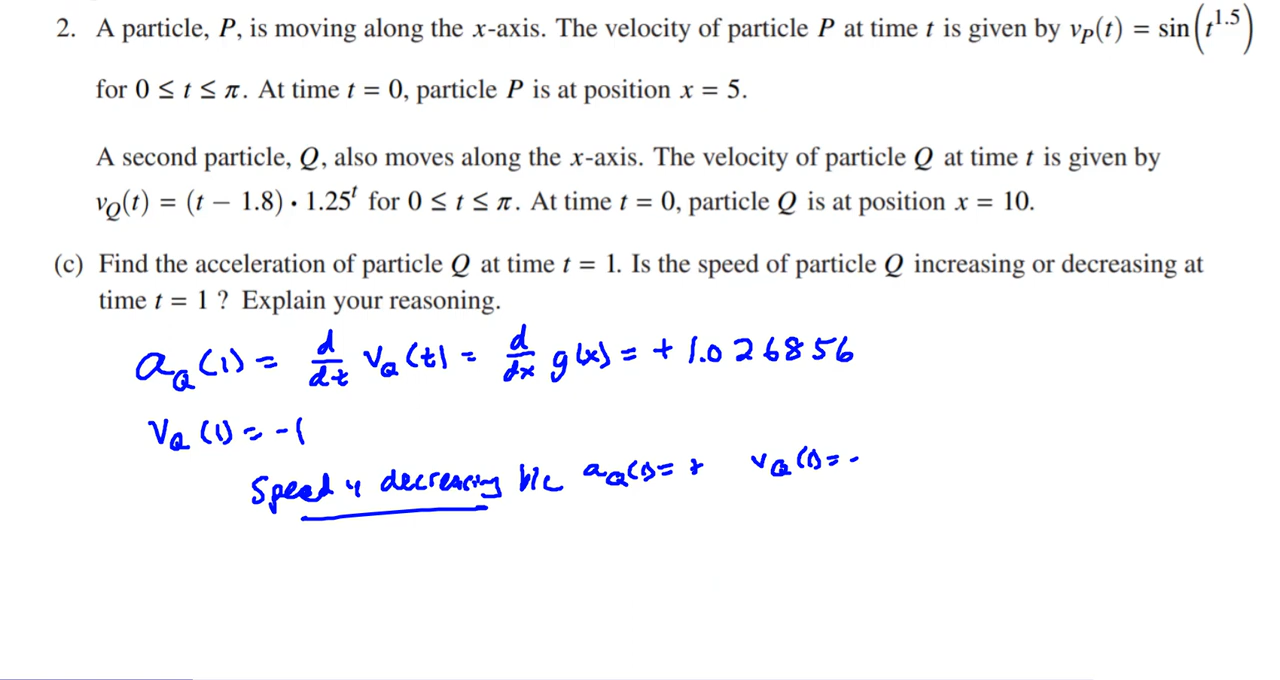 2. A particle, P, is moving along the x-axis. The velocity of particle P at time t is given by v_P(t) = sin(t^1.5)
for 0 ≤ t ≤ π. At time t = 0, particle P is at position x = 5.
A second particle, Q, also moves along the x-axis. The velocity of particle Q at time t is given by
v_Q(t) = (t − 1.8) · 1.25^t for 0 ≤ t ≤ π. At time t = 0, particle Q is at position x = 10.
(c) Find the acceleration of particle Q at time t = 1. Is the speed of particle Q increasing or decreasing at
time t = 1 ? Explain your reasoning.
a_Q(1) = d/dt v_Q(t) = d/dx g(x) = + 1.026856
v_Q(1) = -1
Speed is decreasing b/c a_Q(1) = + v_Q(1) = -